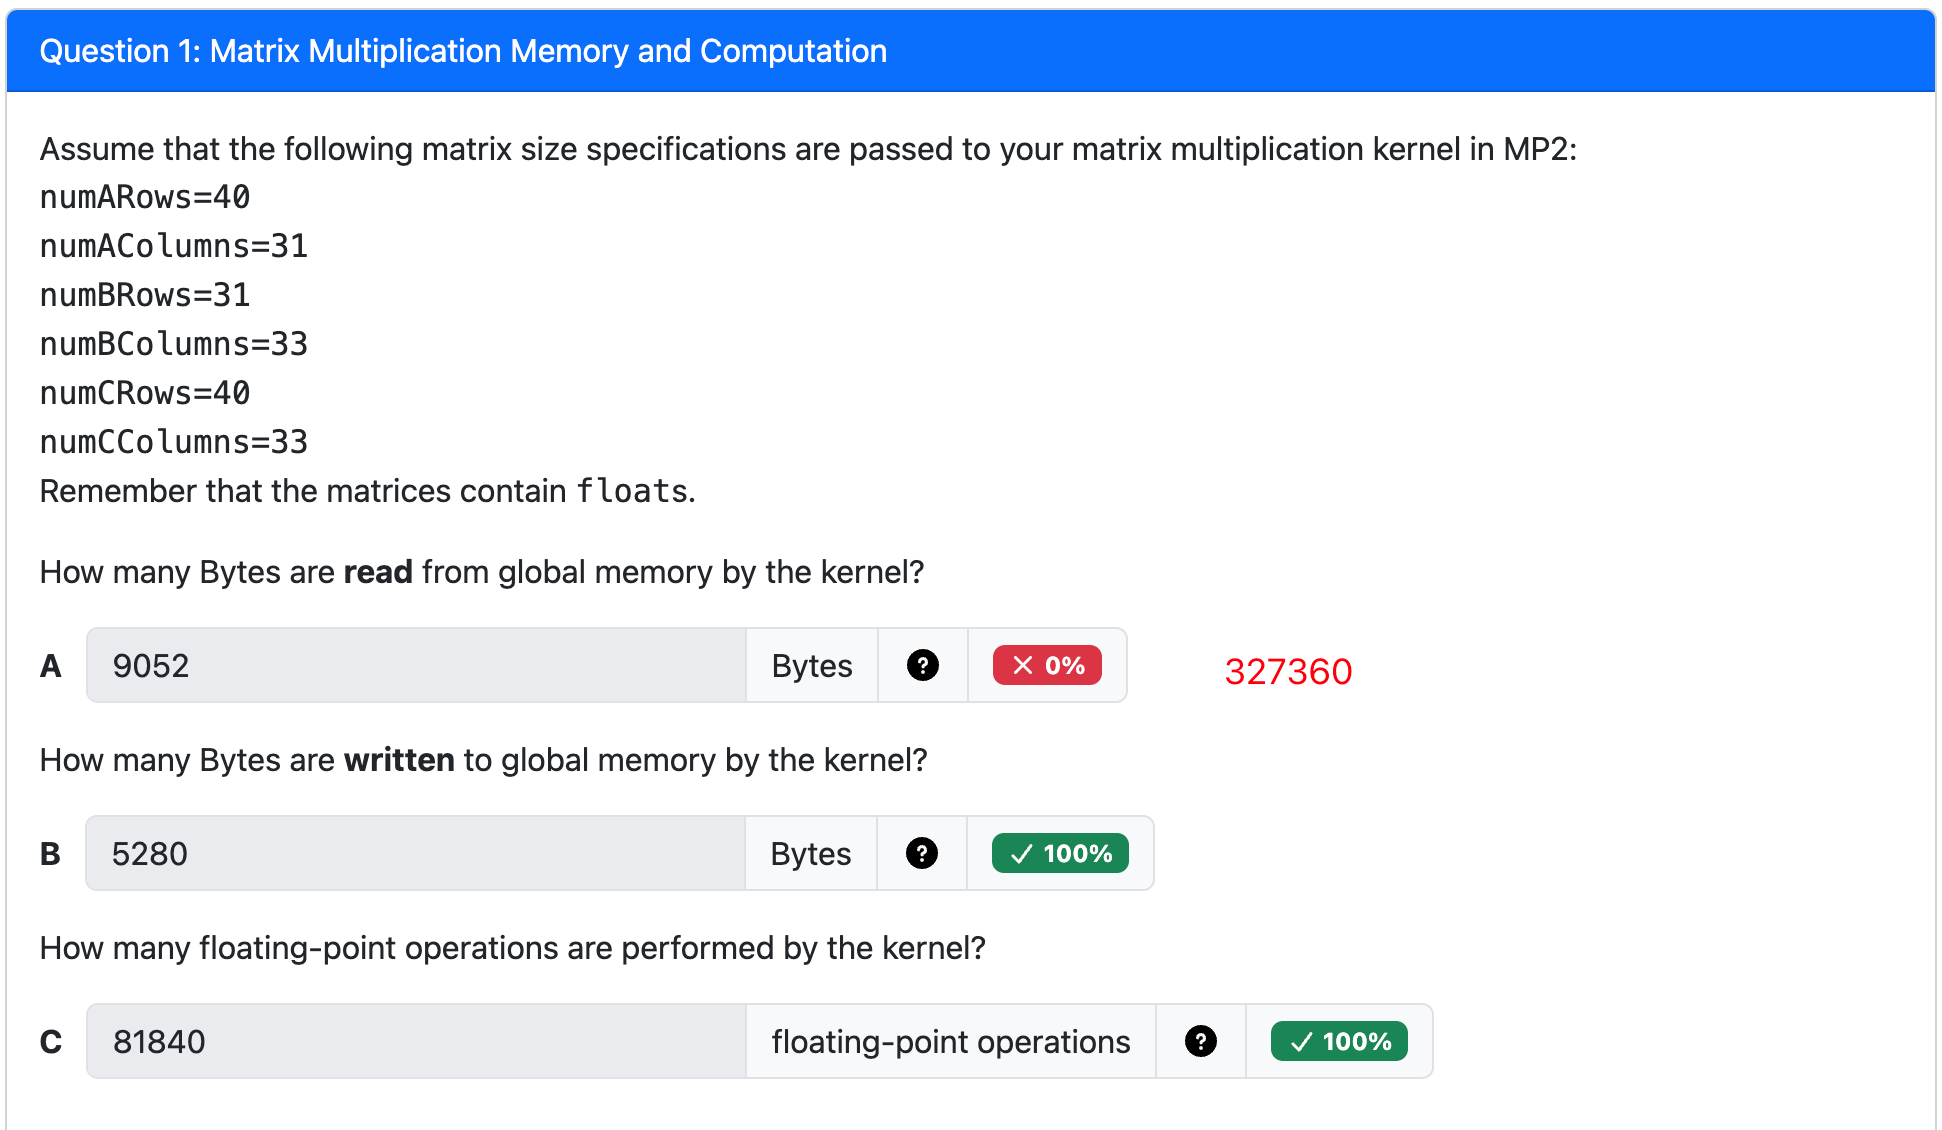 Question 1: Matrix Multiplication Memory and Computation
Assume that the following matrix size specifications are passed to your matrix multiplication kernel in MP2:
numARows=40
numAColumns=31
numBRows=31
numBColumns=33
numCRows=40
numCColumns=33
Remember that the matrices contain floats.
How many Bytes are read from global memory by the kernel?
A 9052 Bytes ? ✕ 0% 327360
How many Bytes are written to global memory by the kernel?
B 5280 Bytes ? ✓ 100%
How many floating-point operations are performed by the kernel?
C 81840 floating-point operations ? ✓ 100%